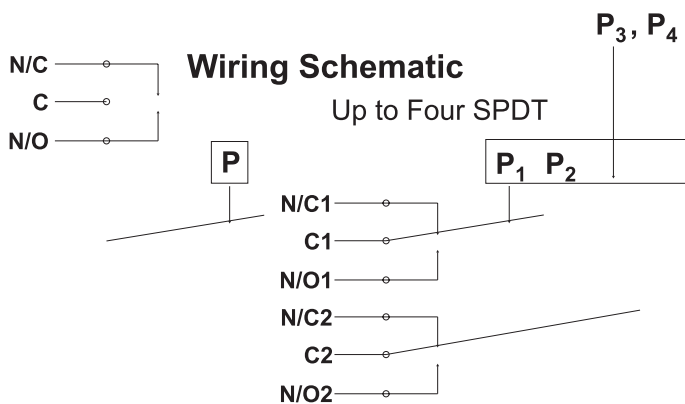 P₃, P₄
Wiring Schematic
Up to Four SPDT
N/C
C
N/O
P
P₁ P₂
N/C1
C1
N/O1
N/C2
C2
N/O2